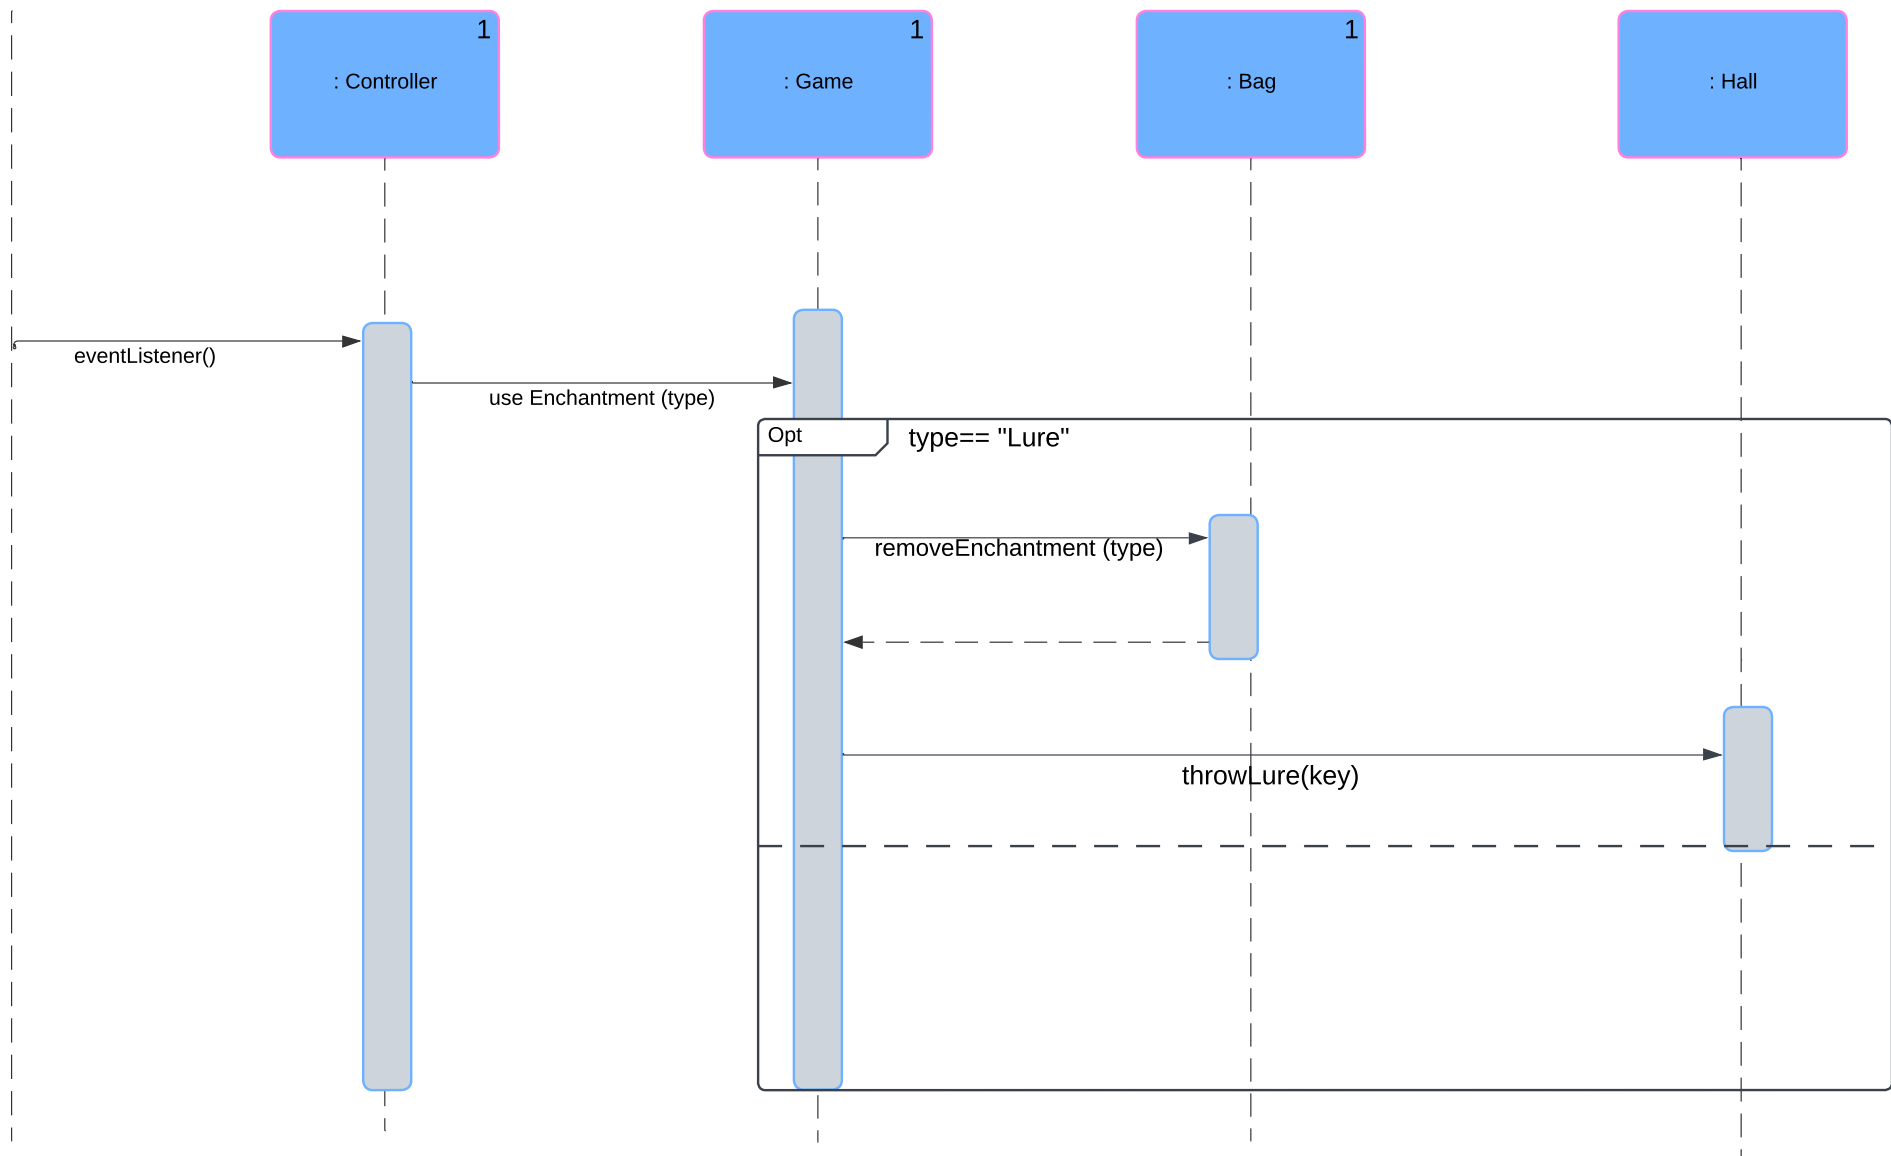 1
: Controller
1
: Game
1
: Bag
: Hall
eventListener()
use Enchantment (type)
Opt
type== "Lure"
removeEnchantment (type)
throwLure(key)